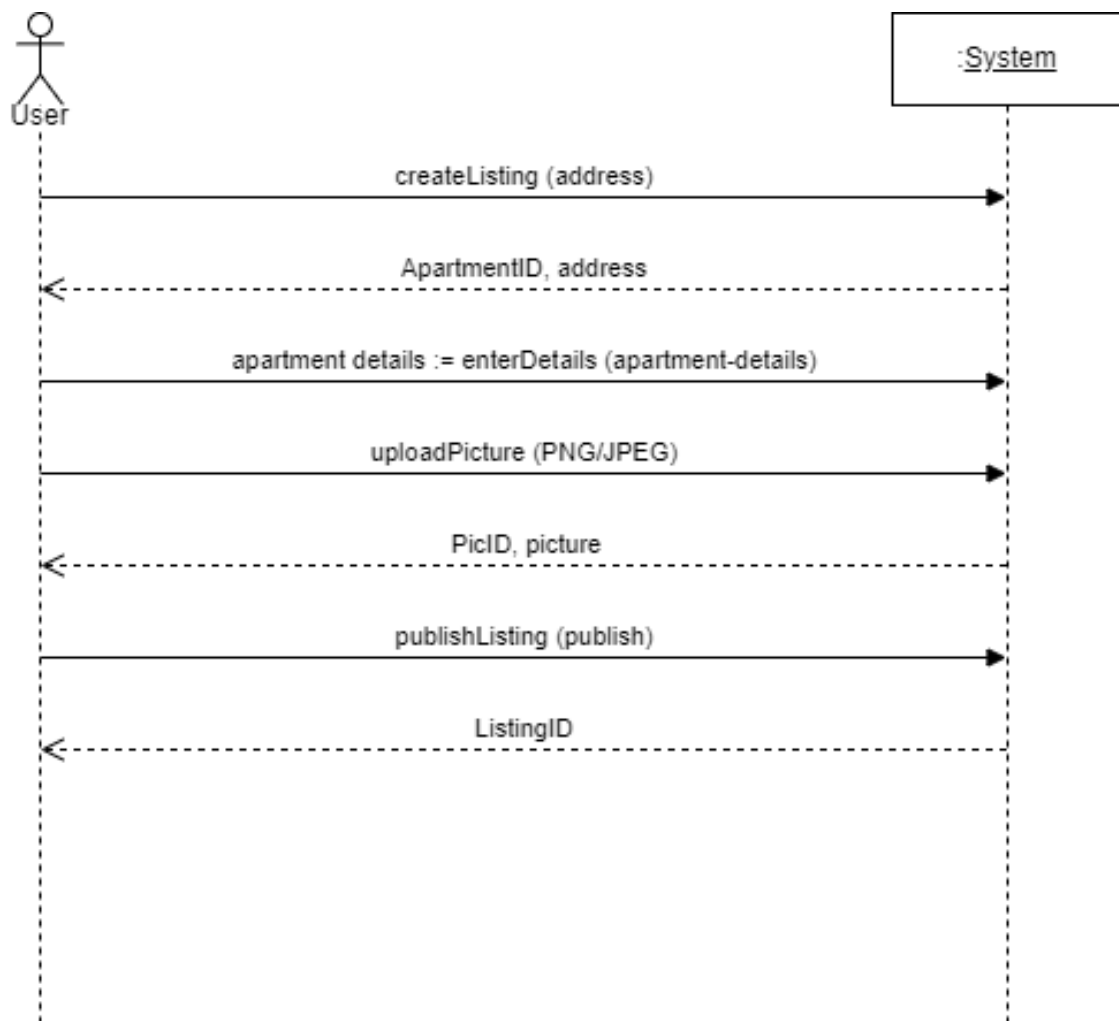 User
:System
createListing (address)
ApartmentID, address
apartment details := enterDetails (apartment-details)
uploadPicture (PNG/JPEG)
PicID, picture
publishListing (publish)
ListingID